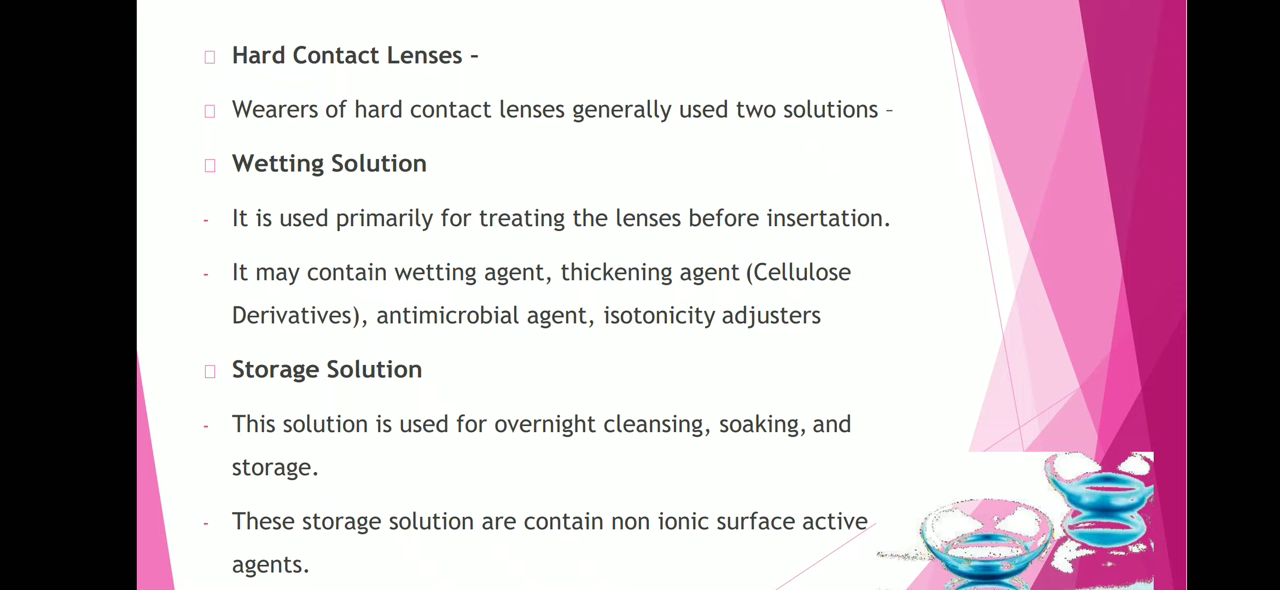 Hard Contact Lenses –
Wearers of hard contact lenses generally used two solutions –
Wetting Solution
- It is used primarily for treating the lenses before insertation.
- It may contain wetting agent, thickening agent (Cellulose
Derivatives), antimicrobial agent, isotonicity adjusters
Storage Solution
- This solution is used for overnight cleansing, soaking, and
storage.
- These storage solution are contain non ionic surface active
agents.